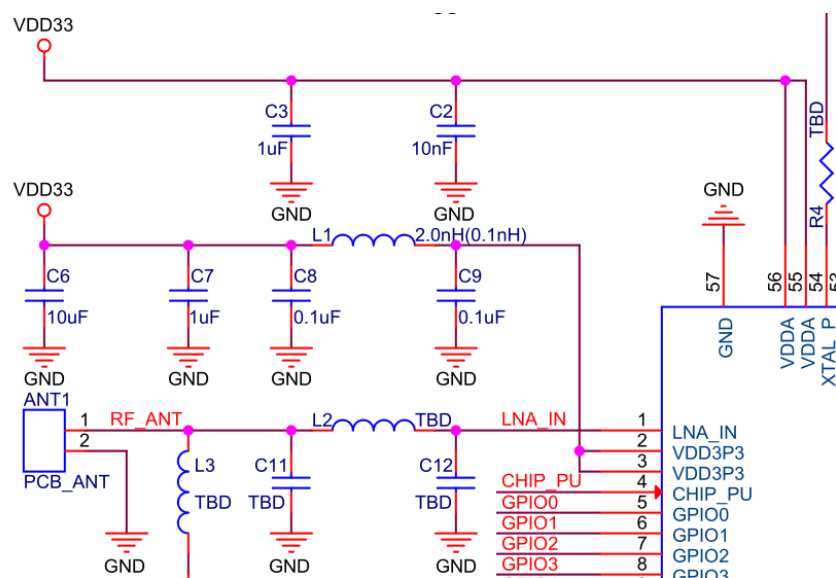 VDD33
C3
1uF
GND
C2
10nF
GND
TBD
R4
VDD33
L1
2.0nH(0.1nH)
C6
10uF
GND
C7
1uF
GND
C8
0.1uF
GND
C9
0.1uF
GND
GND
57
56
55
54
53
GND
VDDA
VDDA
XTAL_P
ANT1
1
2
PCB_ANT
RF_ANT
GND
L3
TBD
C11
TBD
GND
L2
TBD
C12
TBD
GND
LNA_IN
1
LNA_IN
2
VDD3P3
3
VDD3P3
CHIP_PU
4
CHIP_PU
GPIO0
5
GPIO0
GPIO1
6
GPIO1
GPIO2
7
GPIO2
GPIO3
8
GPIO3